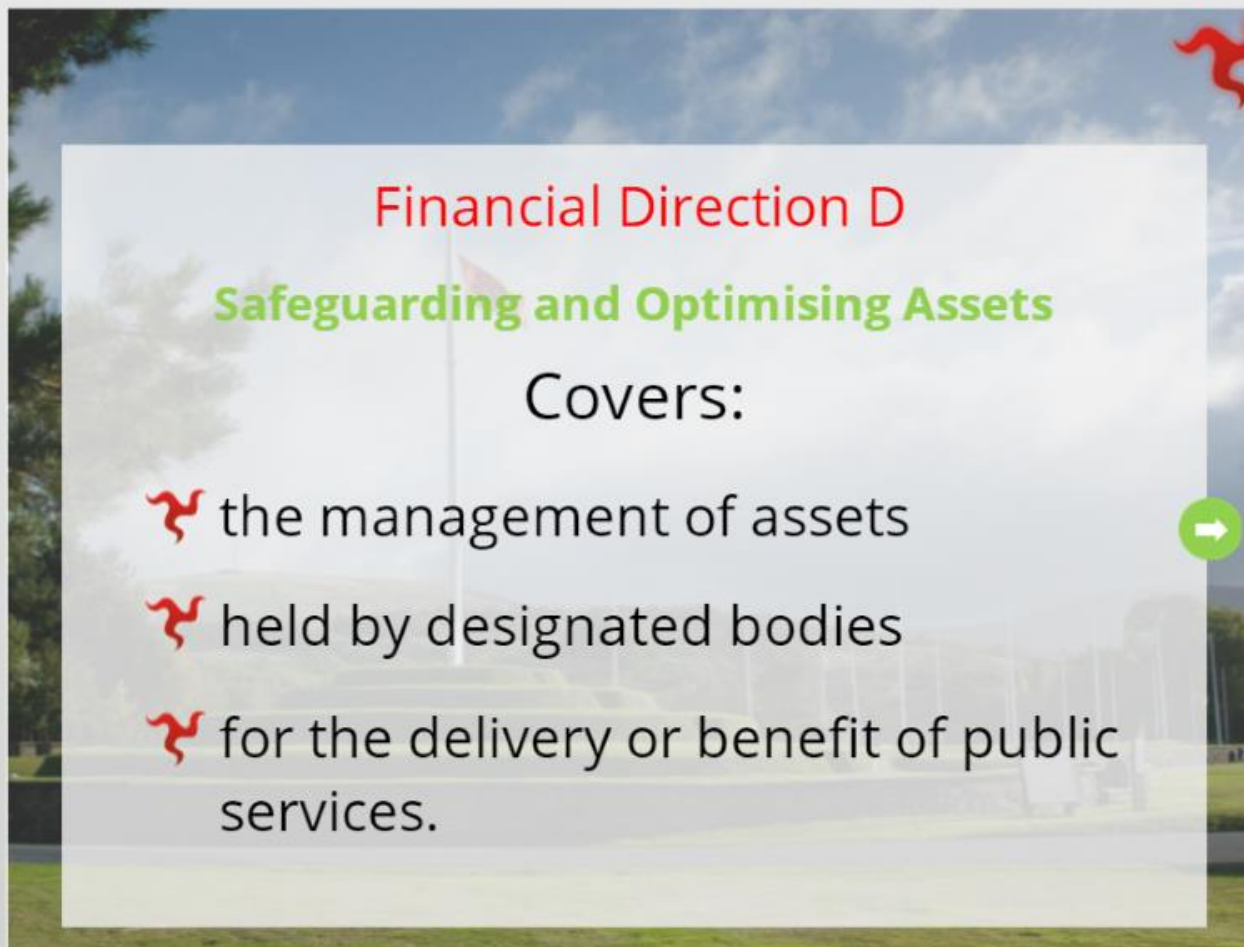 Financial Direction D
Safeguarding and Optimising Assets
Covers:
the management of assets
held by designated bodies
for the delivery or benefit of public
services.